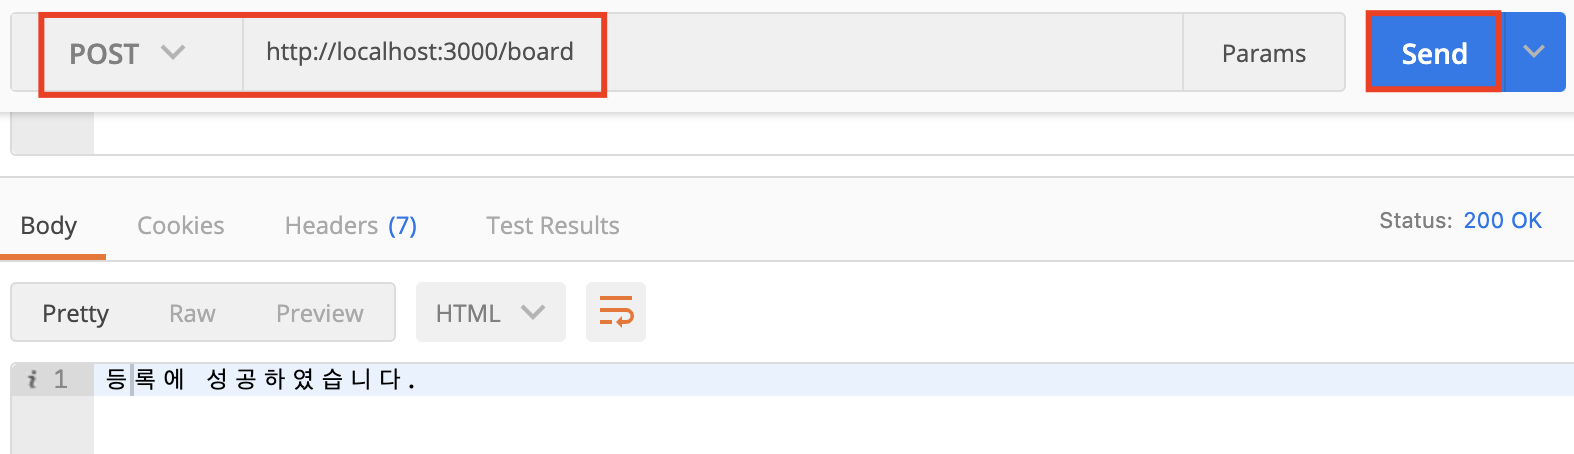 POST http://localhost:3000/board Params Send
Body Cookies Headers (7) Test Results Status: 200 OK
Pretty Raw Preview HTML
i 1 등록에 성공하였습니다.